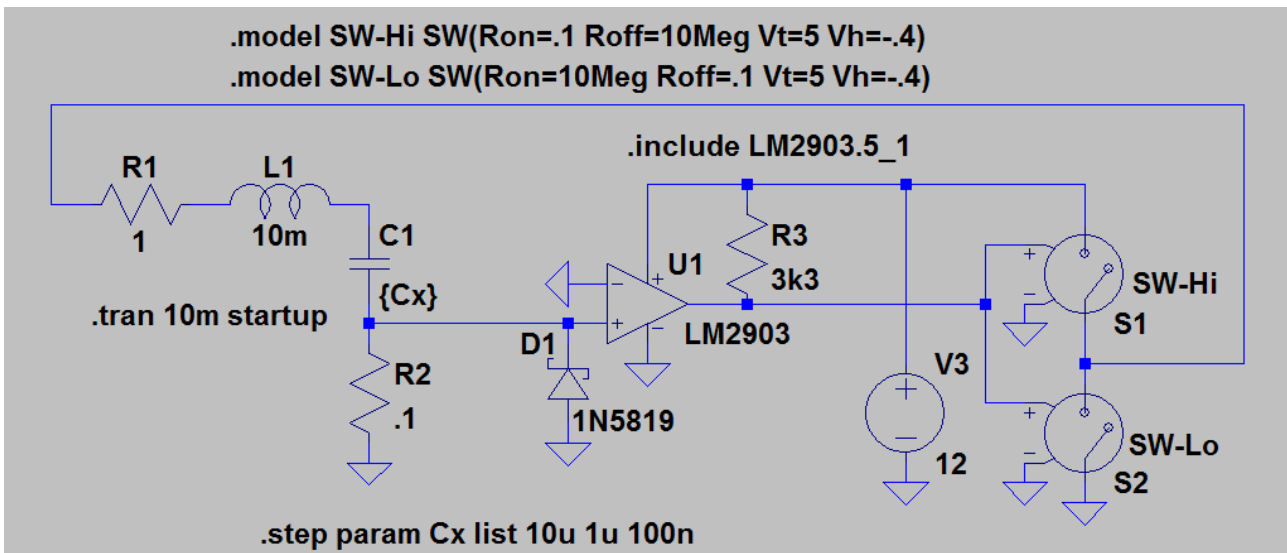 .model SW-Hi SW(Ron=.1 Roff=10Meg Vt=5 Vh=-.4)
.model SW-Lo SW(Ron=10Meg Roff=.1 Vt=5 Vh=-.4)
.include LM2903.5_1
R1
L1
1
10m
C1
{Cx}
.tran 10m startup
R2
.1
D1
1N5819
U1
LM2903
R3
3k3
V3
12
SW-Hi
S1
SW-Lo
S2
.step param Cx list 10u 1u 100n